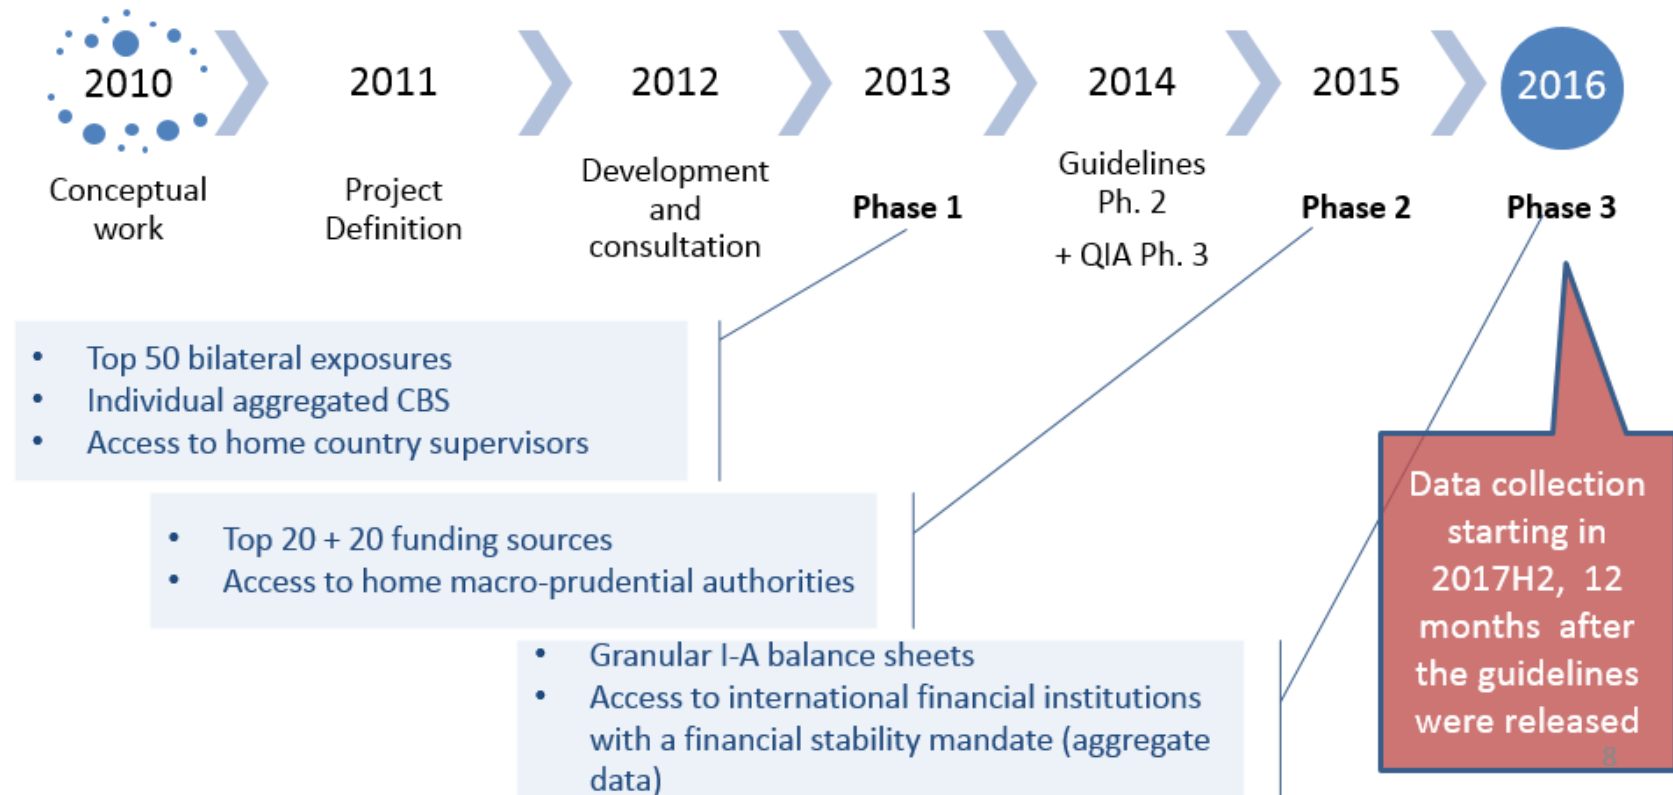 2010
2011
2012
2013
2014
2015
2016
Conceptual
work
Project
Definition
Development
and
consultation
Phase 1
Guidelines
Ph. 2
+ QIA Ph. 3
Phase 2
Phase 3
• Top 50 bilateral exposures
• Individual aggregated CBS
• Access to home country supervisors
• Top 20 + 20 funding sources
• Access to home macro-prudential authorities
• Granular I-A balance sheets
• Access to international financial institutions
with a financial stability mandate (aggregate
data)
Data collection
starting in
2017H2, 12
months after
the guidelines
were released
8